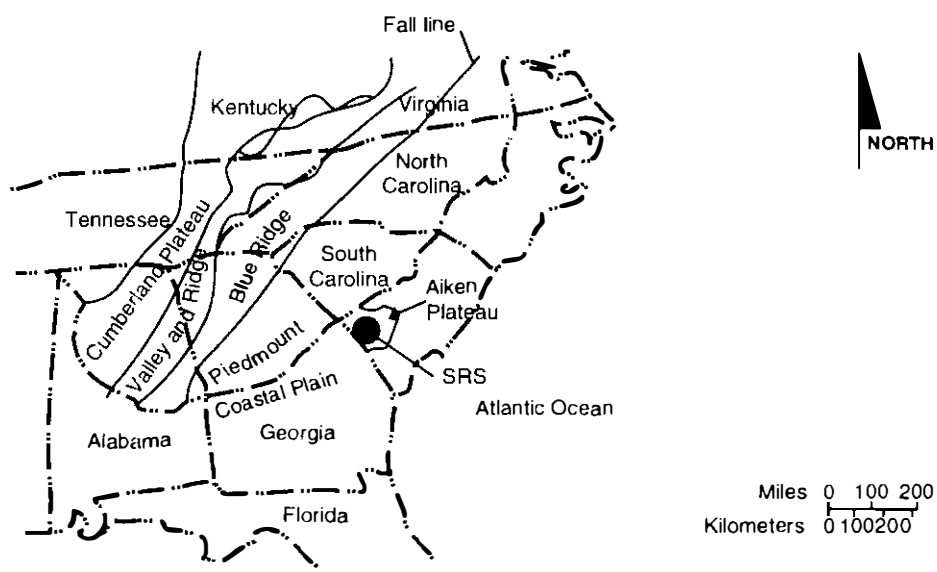 Fall line
Kentucky
Virginia
NORTH
North
Carolina
Tennessee
Cumberland Plateau
Valley and Ridge
Blue Ridge
South
Carolina
Aiken
Plateau
Piedmount
SRS
Coastal Plain
Atlantic Ocean
Alabama
Georgia
Florida
Miles 0 100 200
Kilometers 0 100 200